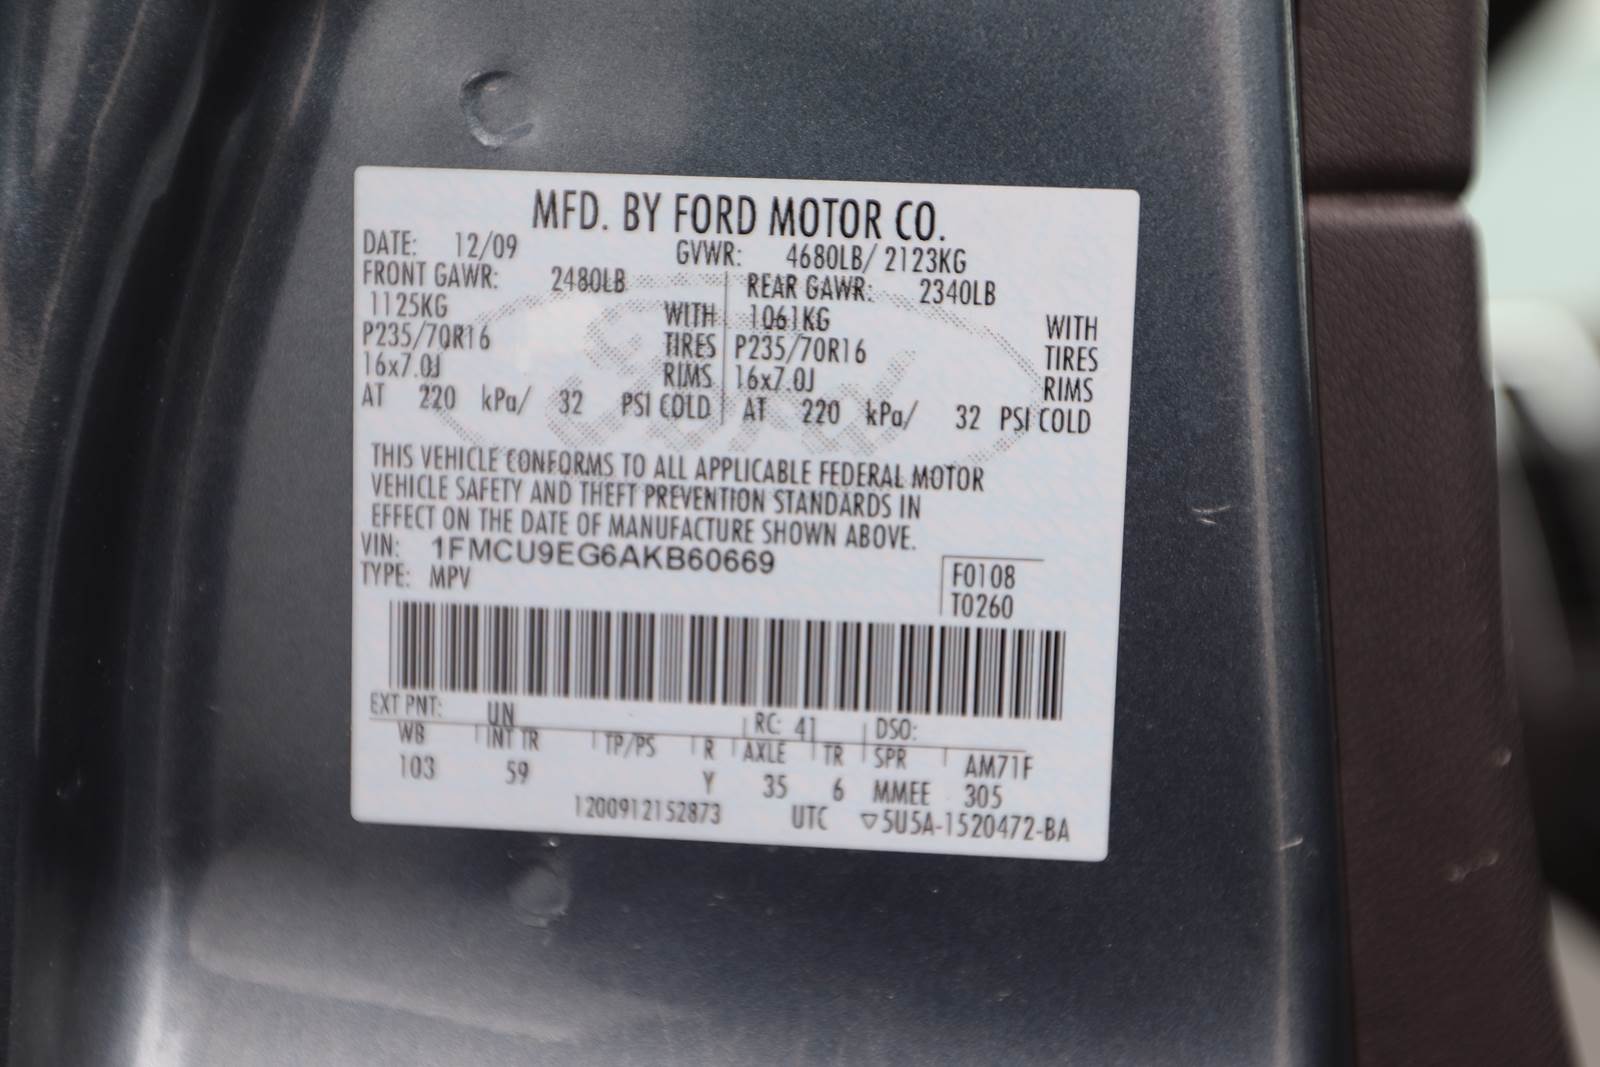 C
MFD. BY FORD MOTOR CO.
DATE: 12/09 GVWR: 4680LB/ 2123KG
FRONT GAWR: 2480LB REAR GAWR: 2340LB
1125KG WITH 1061KG WITH
P235/70R16 TIRES P235/70R16 TIRES
16x7.0J RIMS 16x7.0J RIMS
AT 220 kPa/ 32 PSI COLD AT 220 kPa/ 32 PSI COLD
Ford
THIS VEHICLE CONFORMS TO ALL APPLICABLE FEDERAL MOTOR
VEHICLE SAFETY AND THEFT PREVENTION STANDARDS IN
EFFECT ON THE DATE OF MANUFACTURE SHOWN ABOVE.
VIN: 1FMCU9EG6AKB60669
TYPE: MPV
F0108
T0260
EXT PNT: UN RC: 41 DSO:
WB INT TR TP/PS R AXLE TR SPR AM71F
103 59 Y 35 6 MMEE 305
1200912152873 UTC ▽5U5A-1520472-BA